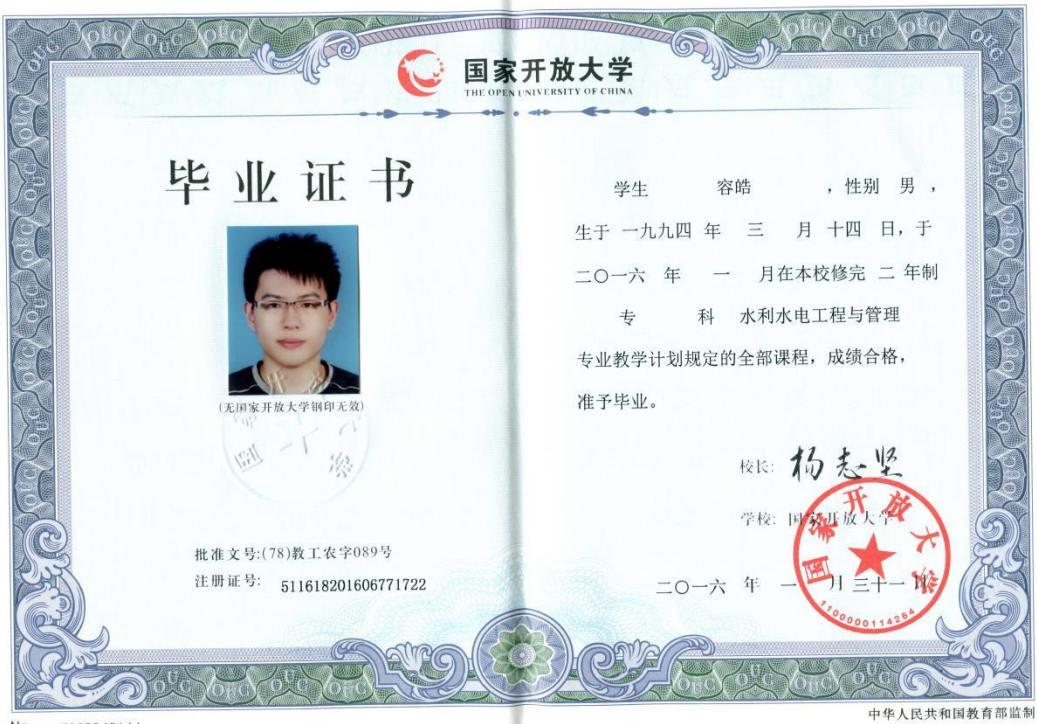 国家开放大学
THE OPEN UNIVERSITY OF CHINA
毕业证书
(无国家开放大学钢印无效)
批准文号:(78)教工农字089号
注册证号: 511618201606771722
学生 容皓 ，性别 男 ，
生于 一九九四 年 三 月 十四 日，于
二〇一六 年 一 月在本校修完 二 年制
专 科 水利水电工程与管理
专业教学计划规定的全部课程，成绩合格，
准予毕业。
校长: 杨志坚
学校: 国家开放大学
二〇一六 年 一 月 三十一 日
国家开放大学
1100000114264
中华人民共和国教育部监制